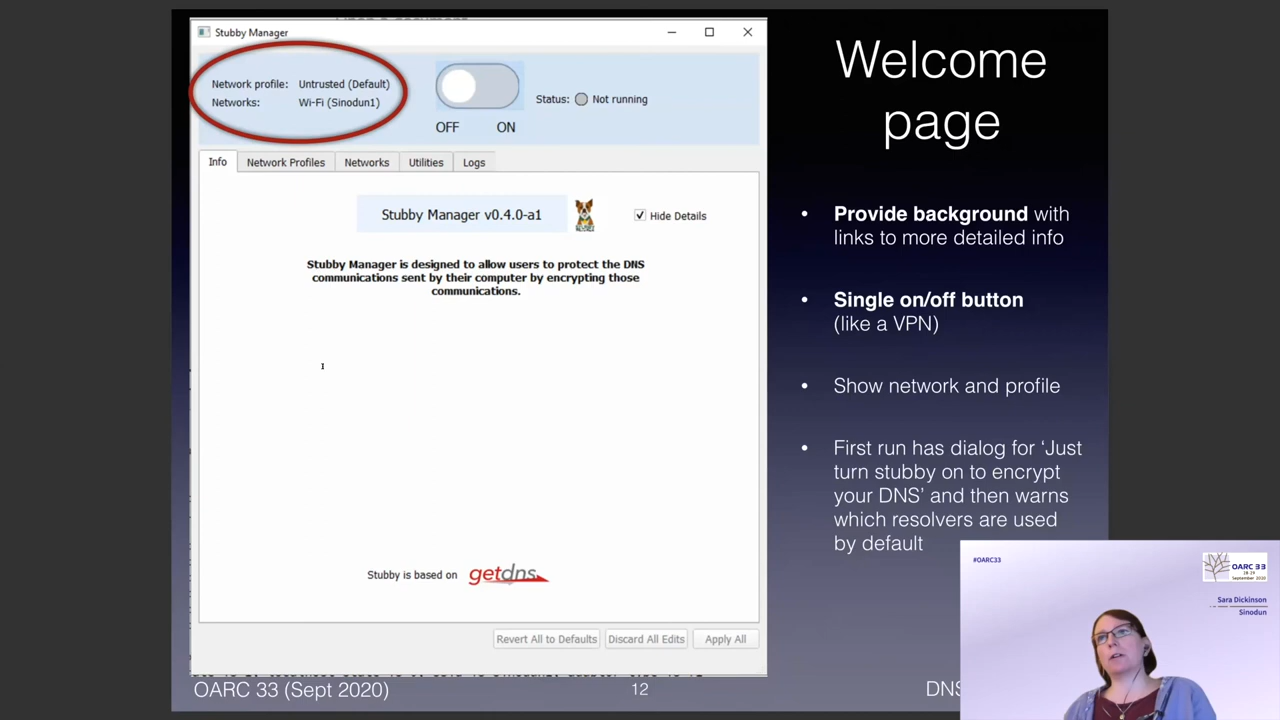 Stubby Manager
Network profile: Untrusted (Default)
Networks: Wi-Fi (Sinodun1)
OFF ON
Status: Not running
Info Network Profiles Networks Utilities Logs
Stubby Manager v0.4.0-a1
Hide Details
Stubby Manager is designed to allow users to protect the DNS
communications sent by their computer by encrypting those
communications.
Stubby is based on getdns
Revert All to Defaults Discard All Edits Apply All
Welcome
page
• Provide background with
links to more detailed info
• Single on/off button
(like a VPN)
• Show network and profile
• First run has dialog for ‘Just
turn stubby on to encrypt
your DNS’ and then warns
which resolvers are used
by default
OARC 33 (Sept 2020)
12
DNS
#OARC33
OARC 33
28-29
September 2020
Sara Dickinson
Sinodun